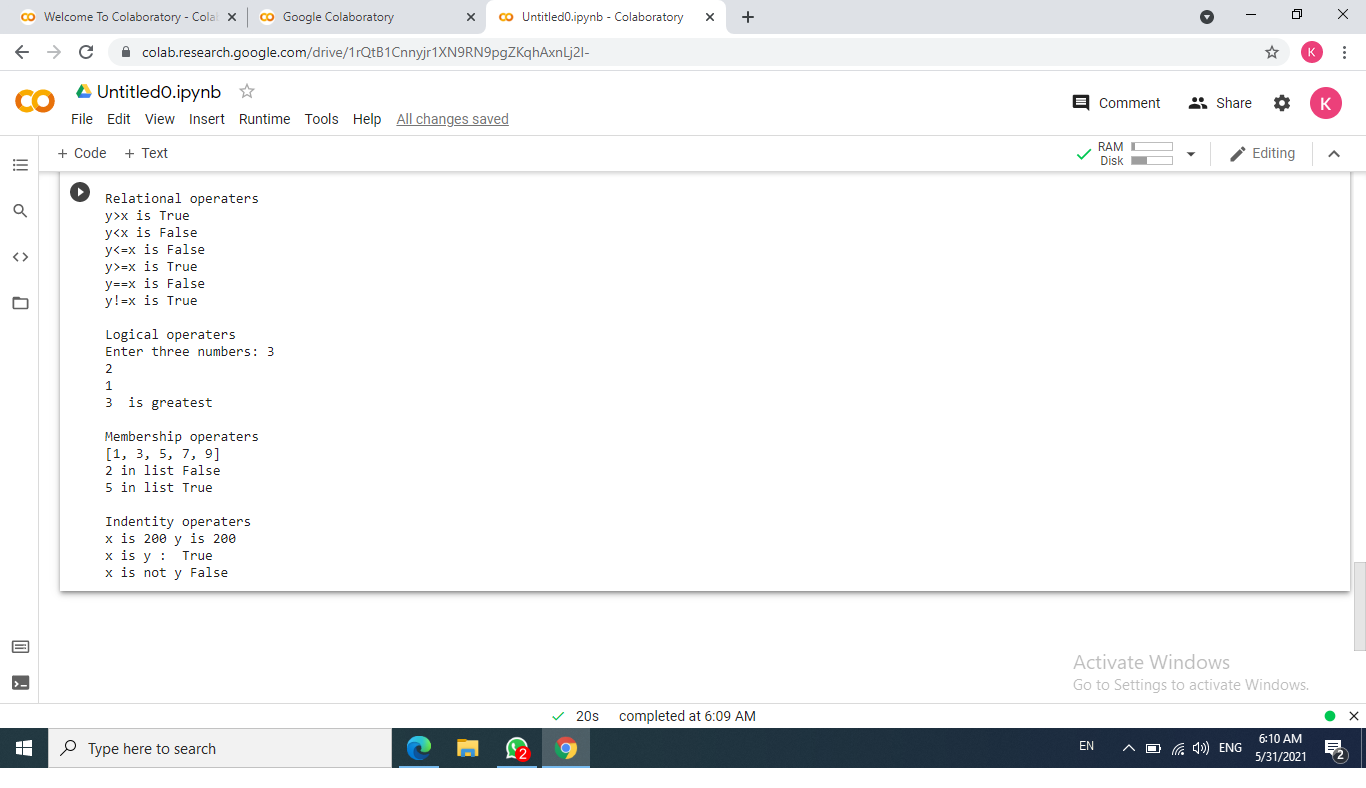 Welcome To Colaboratory - Cola
Google Colaboratory
Untitled0.ipynb - Colaboratory
colab.research.google.com/drive/1rQtB1Cnnyjr1XN9RN9pgZKqhAxnLj2I-
K
Untitled0.ipynb
Comment
Share
K
File Edit View Insert Runtime Tools Help All changes saved
+ Code + Text
RAM
Disk
Editing
Relational operaters
y>x is True
y<x is False
y<=x is False
y>=x is True
y==x is False
y!=x is True
Logical operaters
Enter three numbers: 3
2
1
3  is greatest
Membership operaters
[1, 3, 5, 7, 9]
2 in list False
5 in list True
Indentity operaters
x is 200 y is 200
x is y :  True
x is not y False
Activate Windows
Go to Settings to activate Windows.
20s completed at 6:09 AM
Type here to search
2
EN
ENG
6:10 AM
5/31/2021
2